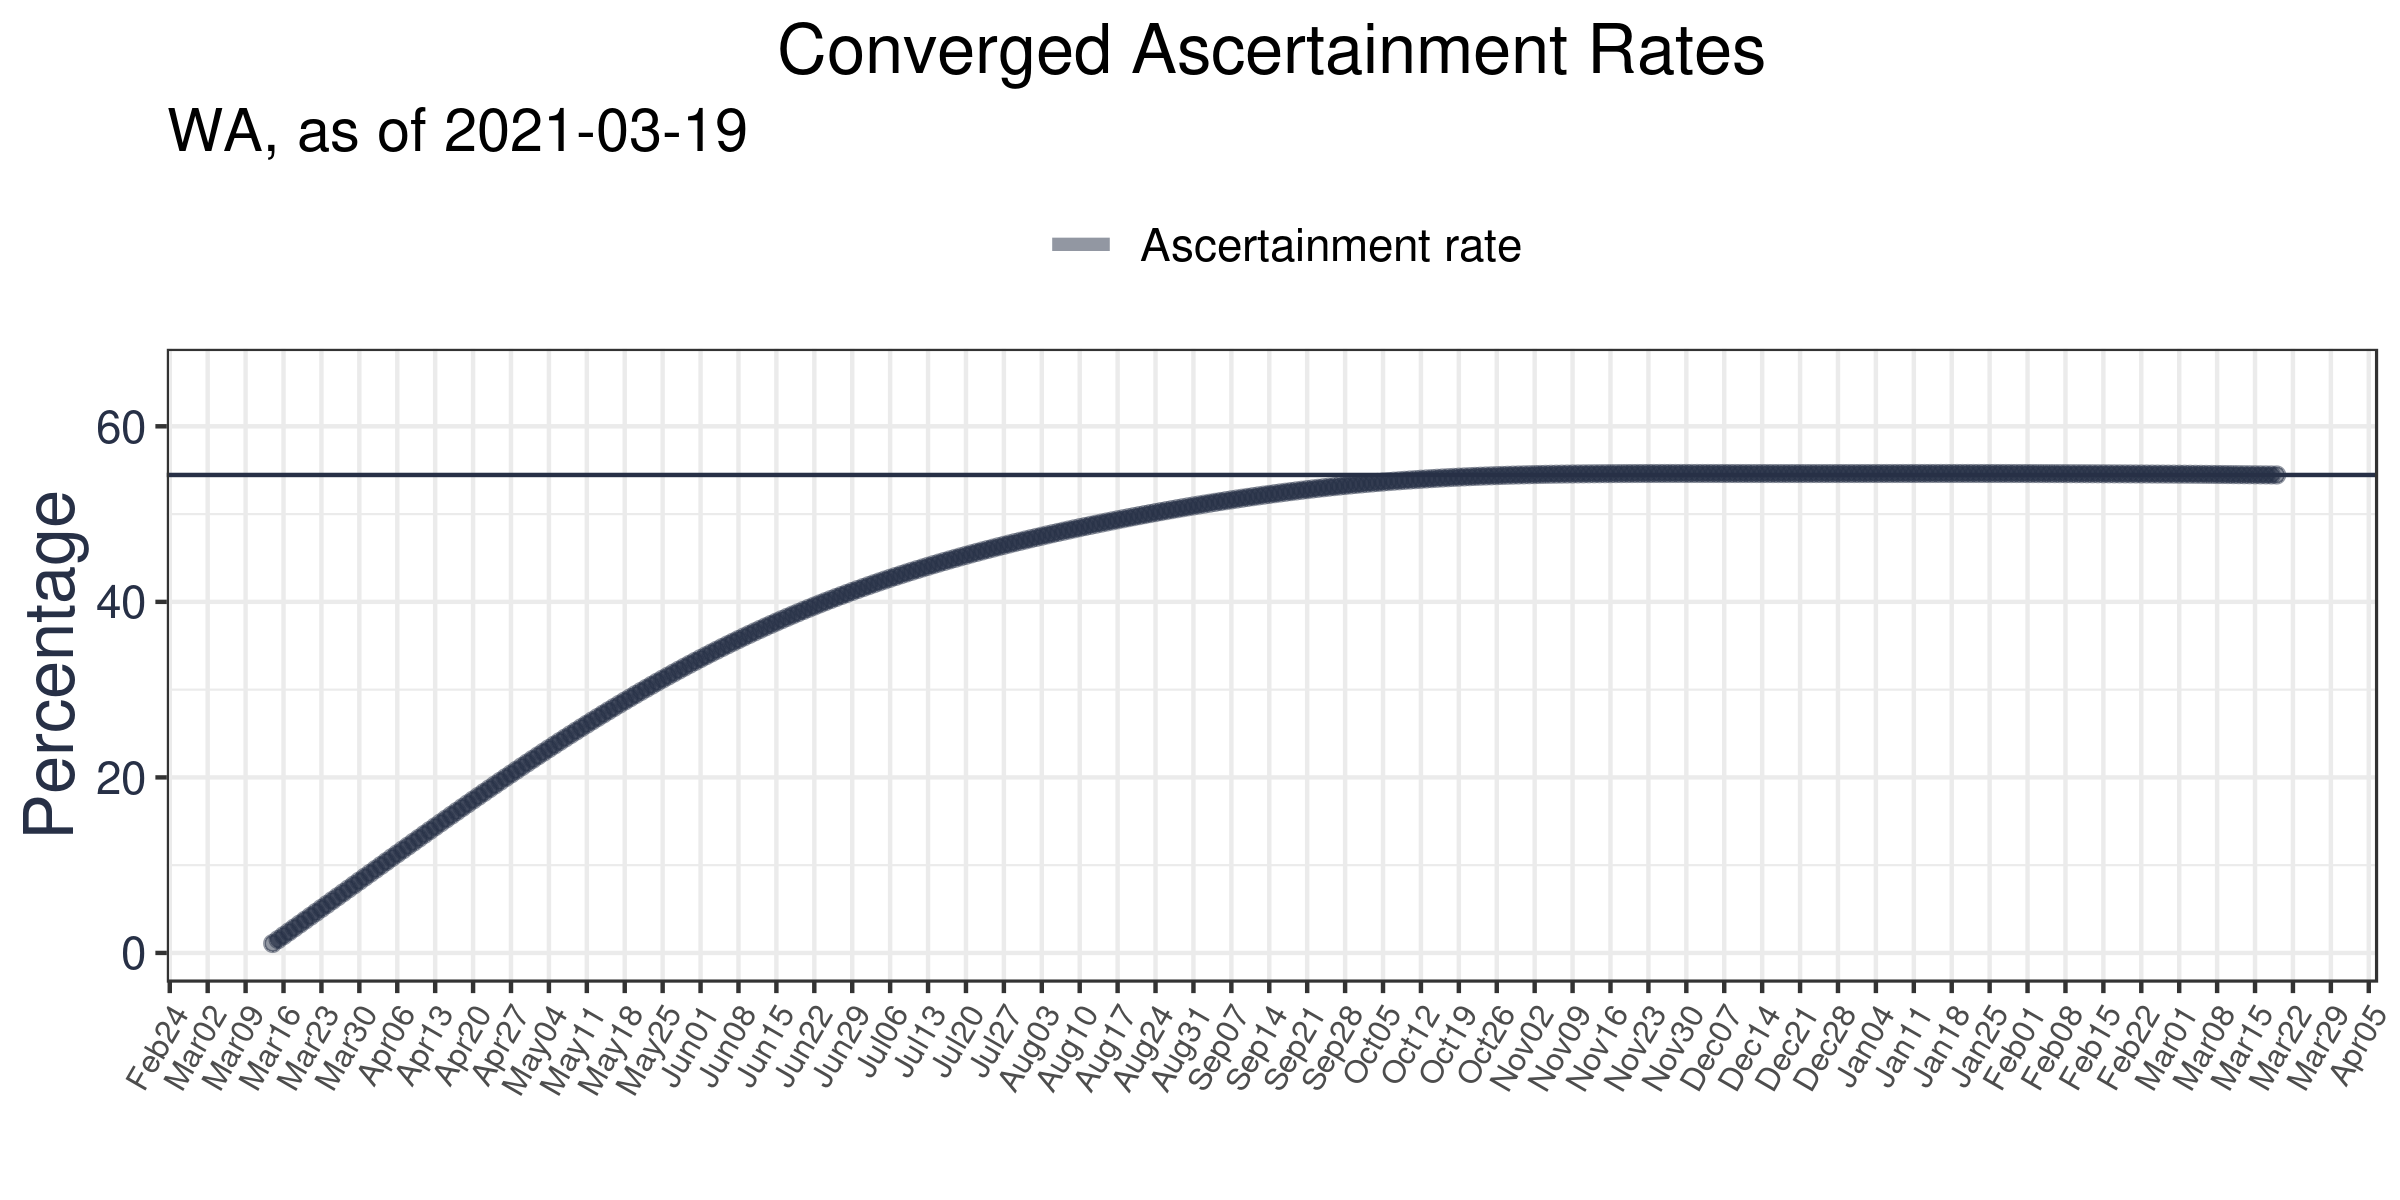 Converged Ascertainment Rates
WA, as of 2021-03-19
Ascertainment rate
Percentage
60
40
20
0
Feb24 Mar02 Mar09 Mar16 Mar23 Mar30 Apr06 Apr13 Apr20 Apr27 May04 May11 May18 May25 Jun01 Jun08 Jun15 Jun22 Jun29 Jul06 Jul13 Jul20 Jul27 Aug03 Aug10 Aug17 Aug24 Aug31 Sep07 Sep14 Sep21 Sep28 Oct05 Oct12 Oct19 Oct26 Nov02 Nov09 Nov16 Nov23 Nov30 Dec07 Dec14 Dec21 Dec28 Jan04 Jan11 Jan18 Jan25 Feb01 Feb08 Feb15 Feb22 Mar01 Mar08 Mar15 Mar22 Mar29 Apr05